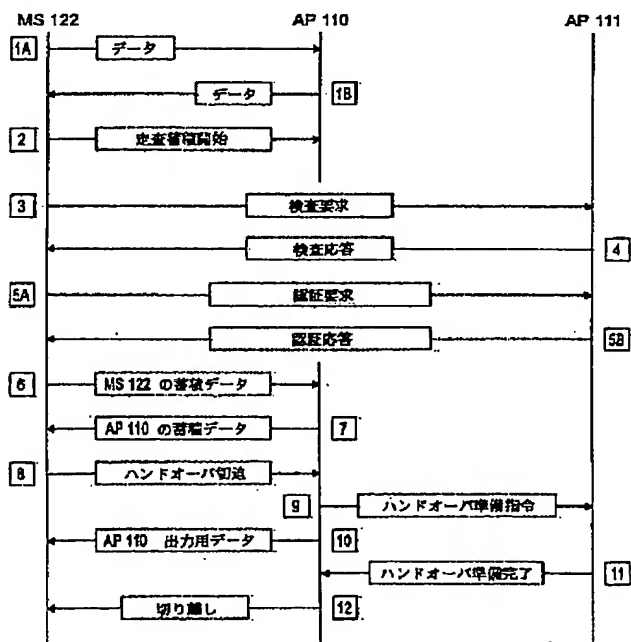 MS 122 AP 110 AP 111
1A データ
データ 1B
2 走査蓄積開始
3 検査要求
検査応答 4
5A 認証要求
認証応答 5B
6 MS 122 の蓄積データ
AP 110 の蓄積データ 7
8 ハンドオーバ切迫
9 ハンドオーバ準備指令
AP 110 出力用データ 10
ハンドオーバ準備完了 11
切り離し 12